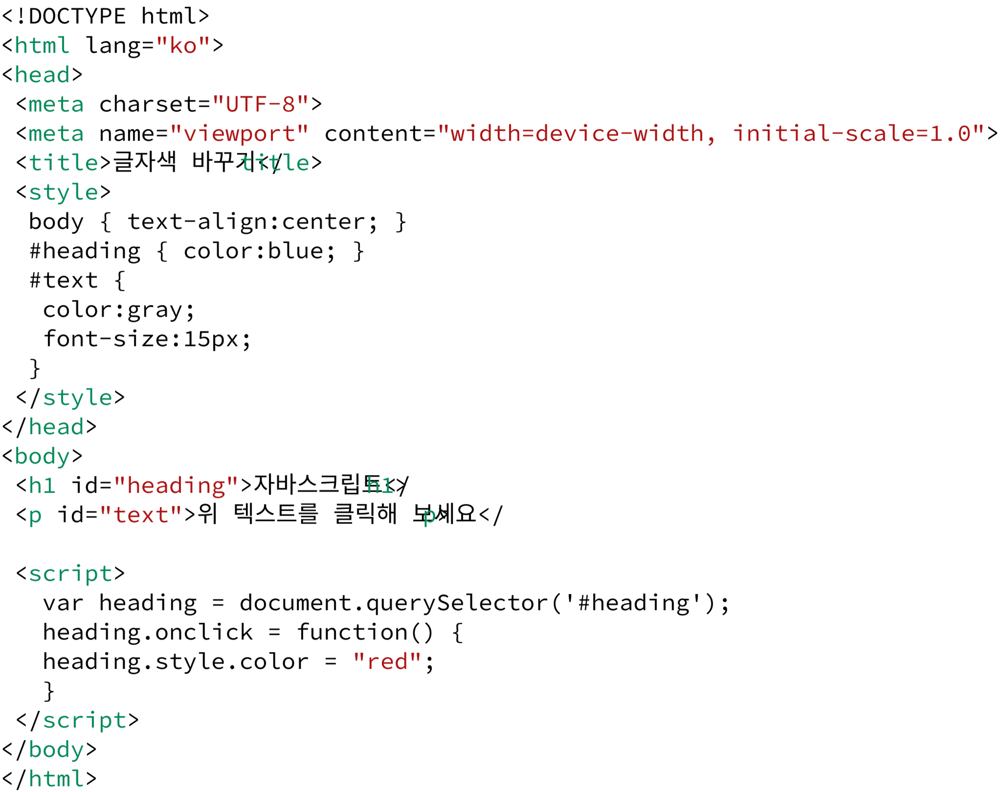 <!DOCTYPE html>
<html lang="ko">
<head>
<meta charset="UTF-8">
<meta name="viewport" content="width=device-width, initial-scale=1.0">
<title>글자색 바꾸기</title>
<style>
body { text-align:center; }
#heading { color:blue; }
#text {
color:gray;
font-size:15px;
}
</style>
</head>
<body>
<h1 id="heading">자바스크립트</h1>
<p id="text">위 텍스트를 클릭해 보세요</p>
<script>
var heading = document.querySelector('#heading');
heading.onclick = function() {
heading.style.color = "red";
}
</script>
</body>
</html>